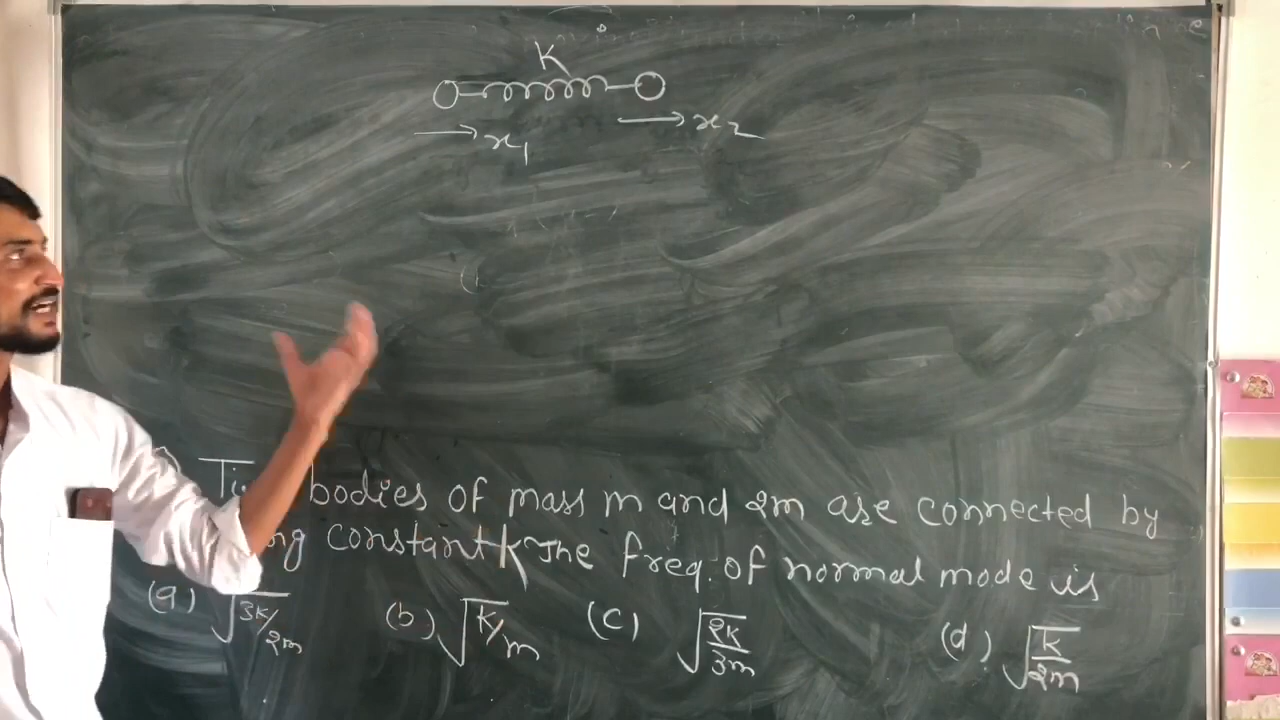 K
x₁
x₂
bodies of mass m and 2m are connected by
constant K The freq. of normal mode is
(a) √3K/2m (b) √K/m (c) √2K/3m (d) √K/2m